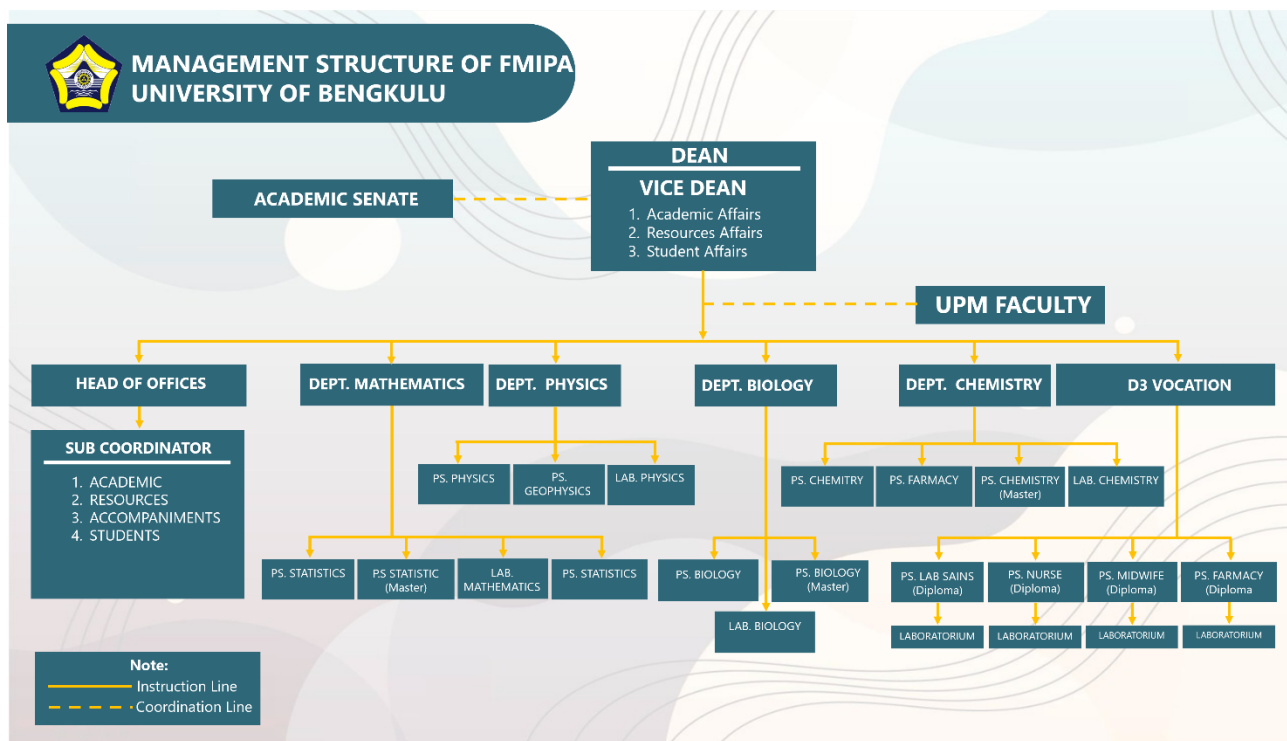 MANAGEMENT STRUCTURE OF FMIPA
UNIVERSITY OF BENGKULU
DEAN
VICE DEAN
1. Academic Affairs
2. Resources Affairs
3. Student Affairs
ACADEMIC SENATE
UPM FACULTY
HEAD OF OFFICES
DEPT. MATHEMATICS
DEPT. PHYSICS
DEPT. BIOLOGY
DEPT. CHEMISTRY
D3 VOCATION
SUB COORDINATOR
1. ACADEMIC
2. RESOURCES
3. ACCOMPANIMENTS
4. STUDENTS
PS. PHYSICS
PS.
GEOPHYSICS
LAB. PHYSICS
PS. CHEMITRY
PS. FARMACY
PS. CHEMISTRY
(Master)
LAB. CHEMISTRY
PS. STATISTICS
P.S STATISTIC
(Master)
LAB.
MATHEMATICS
PS. STATISTICS
PS. BIOLOGY
PS. BIOLOGY
(Master)
LAB. BIOLOGY
PS. LAB SAINS
(Diploma)
PS. NURSE
(Diploma)
PS. MIDWIFE
(Diploma)
PS. FARMACY
(Diploma
LABORATORIUM
LABORATORIUM
LABORATORIUM
LABORATORIUM
Note:
Instruction Line
Coordination Line